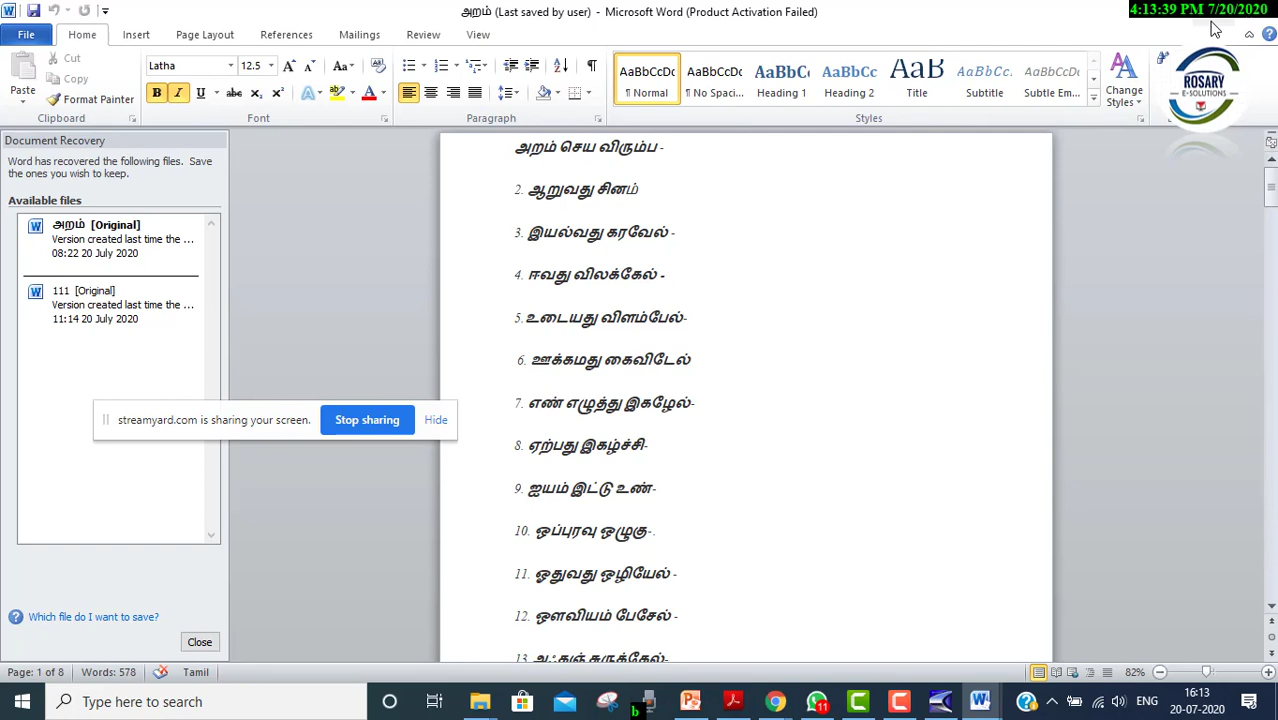 அறம் (Last saved by user) - Microsoft Word (Product Activation Failed)
4:13:39 PM 7/20/2020
File Home Insert Page Layout References Mailings Review View
Paste
Cut
Copy
Format Painter
Clipboard
Latha 12.5
Font
Paragraph
AaBbCcDc AaBbCcDc AaBbCc AaBbCc AaB AaBbCcDc AaBbCcDc
¶ Normal ¶ No Spaci... Heading 1 Heading 2 Title Subtitle Subtle Em...
Change
Styles
Styles
ROSARY
E-SOLUTIONS
Document Recovery
Word has recovered the following files. Save
the ones you wish to keep.
Available files
அறம் [Original]
Version created last time the ...
08:22 20 July 2020
111 [Original]
Version created last time the ...
11:14 20 July 2020
Which file do I want to save?
Close
streamyard.com is sharing your screen. Stop sharing Hide
அறம் செய விரும்ப -
2. ஆறுவது சினம்
3. இயல்வது கரவேல் -
4. ஈவது விலக்கேல் -
5. உடையது விளம்பேல்-
6. ஊக்கமது கைவிடேல்
7. எண் எழுத்து இகழேல்-
8. ஏற்பது இகழ்ச்சி-
9. ஐயம் இட்டு உண்-
10. ஒப்புரவு ஒழுகு-.
11. ஓதுவது ஒழியேல் -
12. ஔவியம் பேசேல் -
13. அஃகஞ் சுருக்கேல்-
Page: 1 of 8 Words: 578 Tamil 82%
Type here to search
11
b
ENG
16:13
20-07-2020